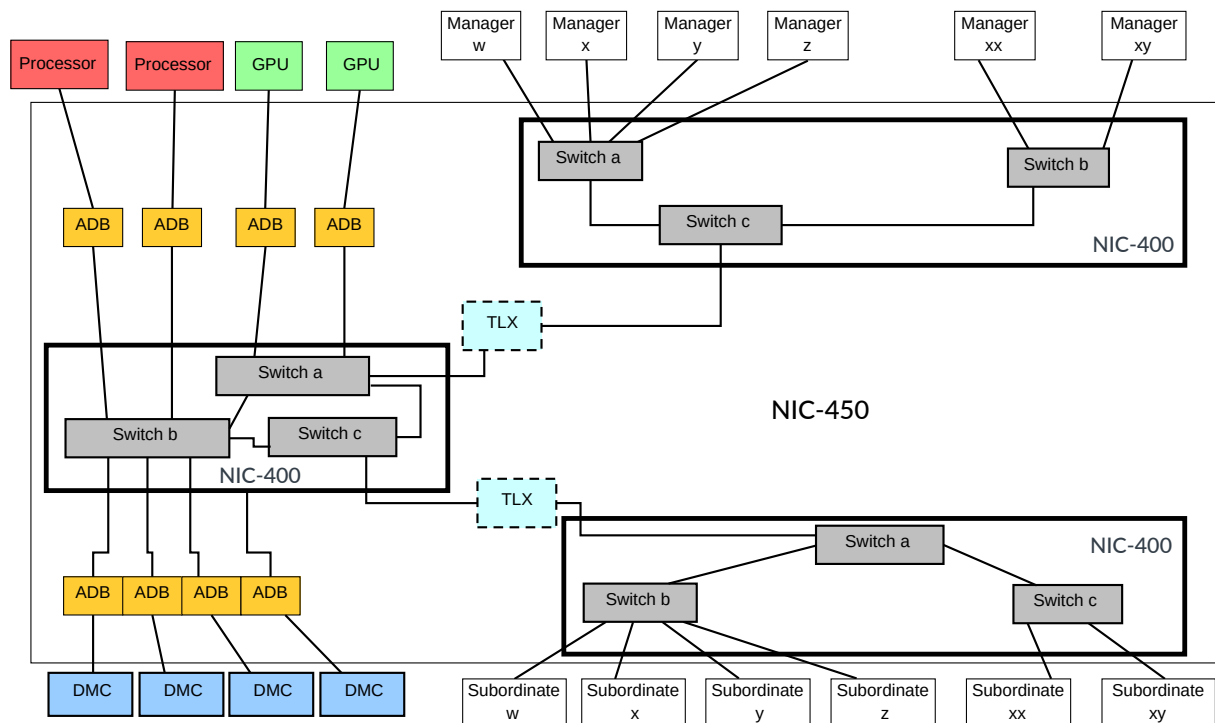 Manager
w
Manager
x
Manager
y
Manager
z
Manager
xx
Manager
xy
Processor
Processor
GPU
GPU
Switch a
Switch b
Switch c
NIC-400
ADB
ADB
ADB
ADB
TLX
Switch a
Switch b
Switch c
NIC-400
NIC-450
TLX
Switch a
NIC-400
Switch b
Switch c
ADB
ADB
ADB
ADB
DMC
DMC
DMC
DMC
Subordinate
w
Subordinate
x
Subordinate
y
Subordinate
z
Subordinate
xx
Subordinate
xy